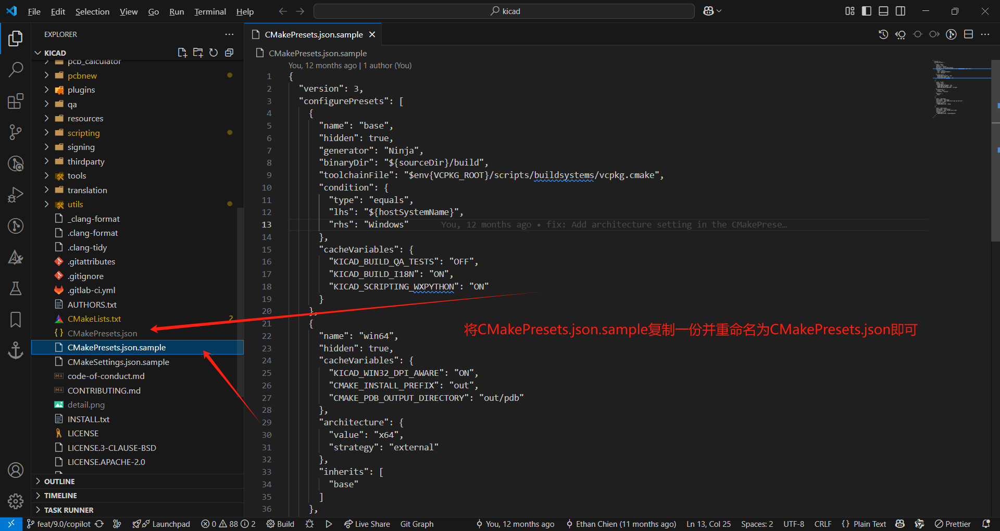 File Edit Selection View Go Run Terminal Help
kicad
EXPLORER
KICAD
pcb_calculator
pcbnew
plugins
qa
resources
scripting
signing
thirdparty
tools
translation
utils
_clang-format
.clang-format
.clang-tidy
.gitattributes
.gitignore
.gitlab-ci.yml
AUTHORS.txt
CMakeLists.txt 2
CMakePresets.json
CMakePresets.json.sample
CMakeSettings.json.sample
code-of-conduct.md
CONTRIBUTING.md
detail.png
INSTALL.txt
LICENSE
LICENSE.3-CLAUSE-BSD
LICENSE.APACHE-2.0
OUTLINE
TIMELINE
TASK RUNNER
CMakePresets.json.sample
CMakePresets.json.sample
You, 12 months ago | 1 author (You)
1 {
2 "version": 3,
3 "configurePresets": [
4 {
5 "name": "base",
6 "hidden": true,
7 "generator": "Ninja",
8 "binaryDir": "${sourceDir}/build",
9 "toolchainFile": "$env{VCPKG_ROOT}/scripts/buildsystems/vcpkg.cmake",
10 "condition": {
11 "type": "equals",
12 "lhs": "${hostSystemName}",
13 "rhs": "Windows" You, 12 months ago • fix: Add architecture setting in the CMakePrese…
14 },
15 "cacheVariables": {
16 "KICAD_BUILD_QA_TESTS": "OFF",
17 "KICAD_BUILD_I18N": "ON",
18 "KICAD_SCRIPTING_WXPYTHON": "ON"
19 }
20 },
21 {
22 "name": "win64",
23 "hidden": true,
24 "cacheVariables": {
25 "KICAD_WIN32_DPI_AWARE": "ON",
26 "CMAKE_INSTALL_PREFIX": "out",
27 "CMAKE_PDB_OUTPUT_DIRECTORY": "out/pdb"
28 },
29 "architecture": {
30 "value": "x64",
31 "strategy": "external"
32 },
33 "inherits": [
34 "base"
35 ]
36 },
将CMakePresets.json.sample复制一份并重命名为CMakePresets.json即可
feat/9.0/copilot Launchpad 0 88 2 Build Live Share Git Graph You, 12 months ago Ethan Chien (11 months ago) Ln 13, Col 25 Spaces: 2 UTF-8 CRLF {} Plain Text Prettier